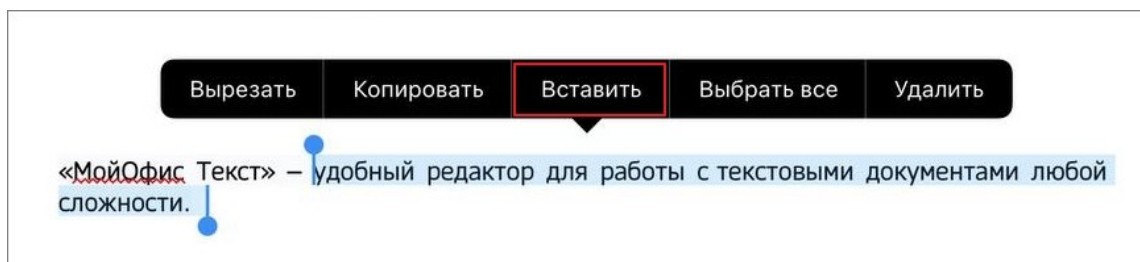 Вырезать Копировать Вставить Выбрать все Удалить
«МойОфис Текст» – удобный редактор для работы с текстовыми документами любой
сложности.